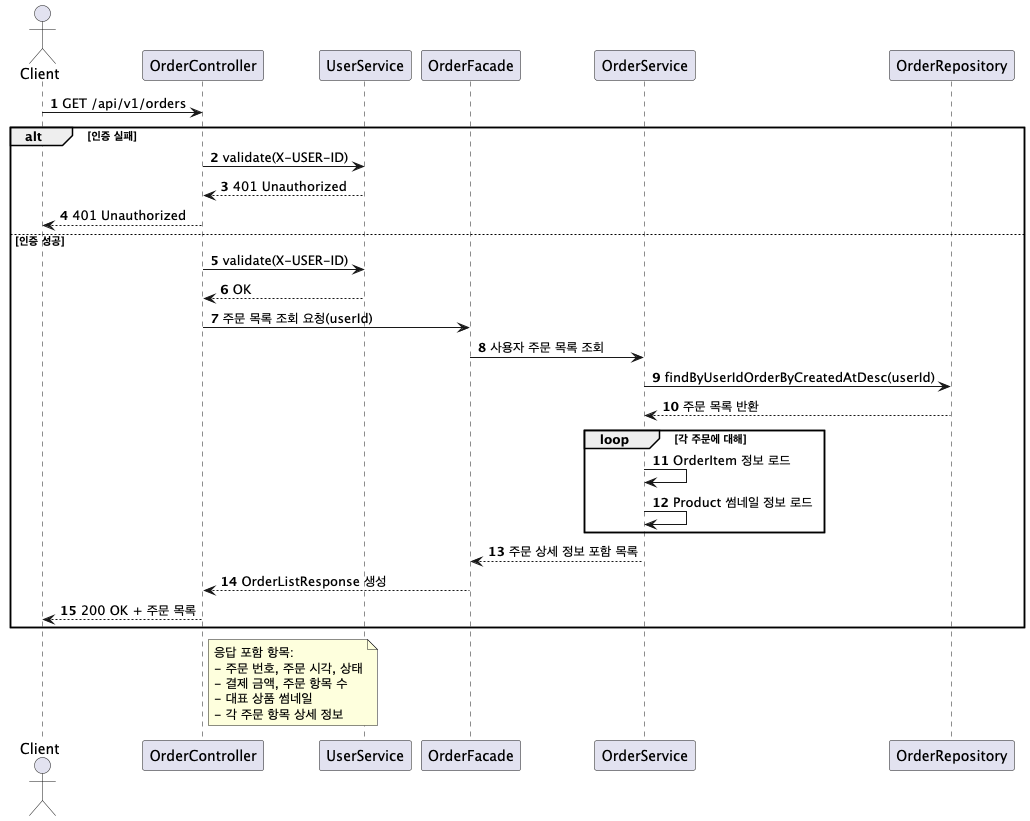 Client
OrderController
UserService
OrderFacade
OrderService
OrderRepository
1 GET /api/v1/orders
alt [인증 실패]
2 validate(X-USER-ID)
3 401 Unauthorized
4 401 Unauthorized
[인증 성공]
5 validate(X-USER-ID)
6 OK
7 주문 목록 조회 요청(userId)
8 사용자 주문 목록 조회
9 findByUserIdOrderByCreatedAtDesc(userId)
10 주문 목록 반환
loop [각 주문에 대해]
11 OrderItem 정보 로드
12 Product 썸네일 정보 로드
13 주문 상세 정보 포함 목록
14 OrderListResponse 생성
15 200 OK + 주문 목록
응답 포함 항목:
- 주문 번호, 주문 시각, 상태
- 결제 금액, 주문 항목 수
- 대표 상품 썸네일
- 각 주문 항목 상세 정보
Client
OrderController
UserService
OrderFacade
OrderService
OrderRepository